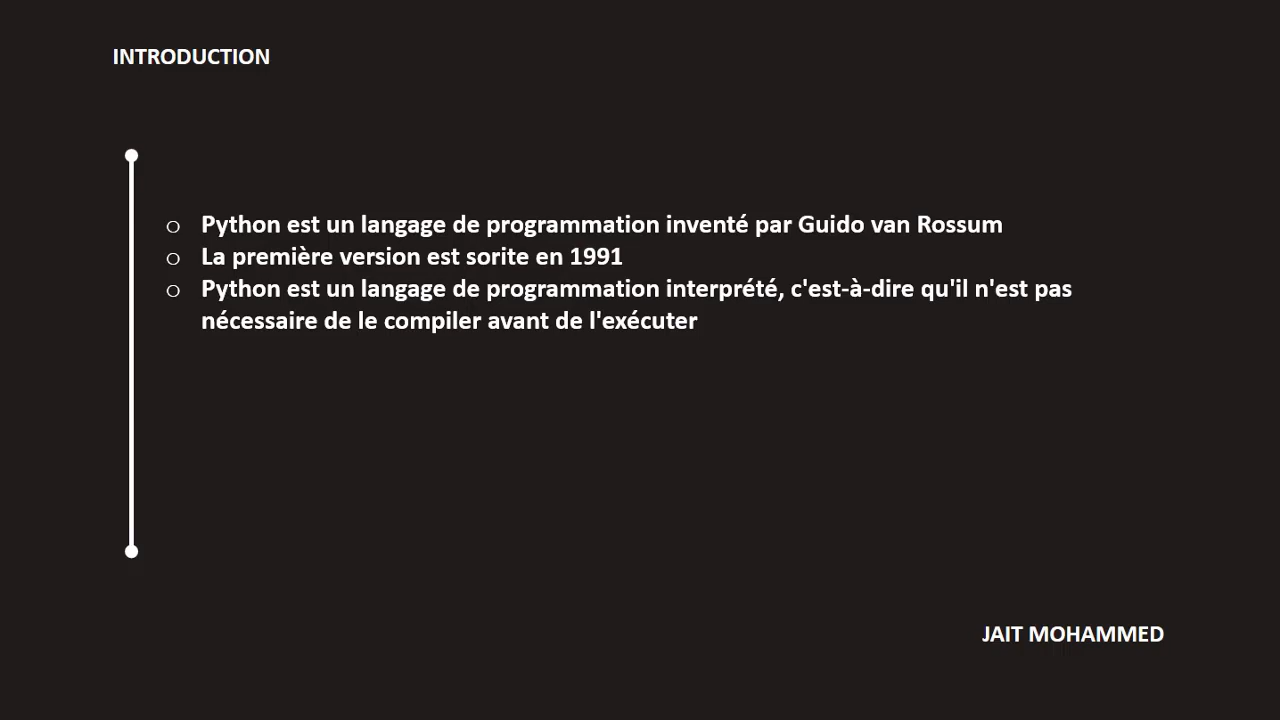 INTRODUCTION
o Python est un langage de programmation inventé par Guido van Rossum
o La première version est sorite en 1991
o Python est un langage de programmation interprété, c'est-à-dire qu'il n'est pas
nécessaire de le compiler avant de l'exécuter
JAIT MOHAMMED